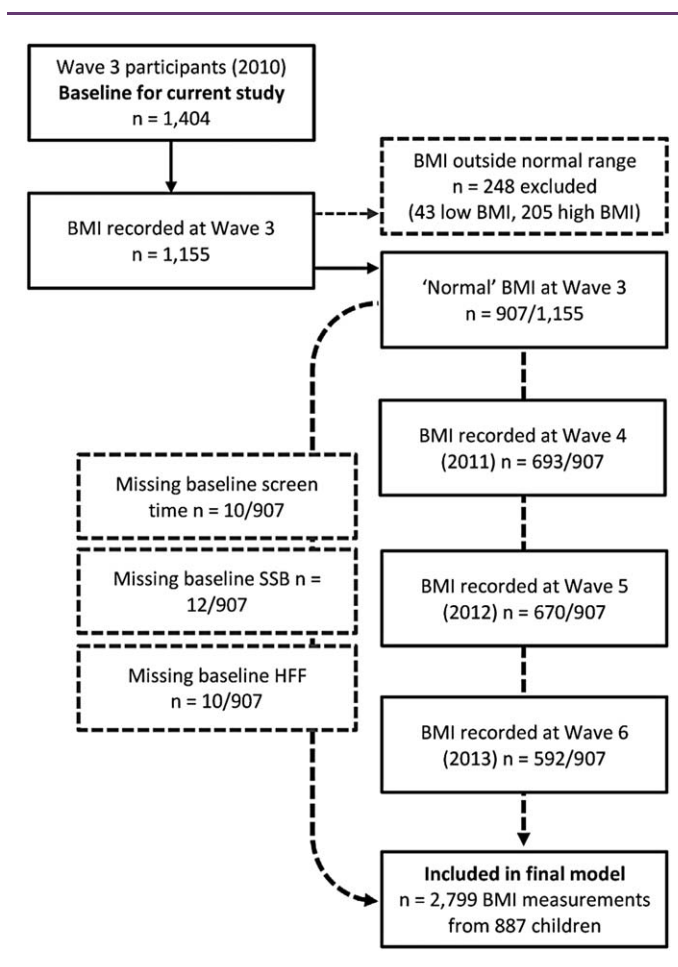 Wave 3 participants (2010)
Baseline for current study
n = 1,404
BMI outside normal range
n = 248 excluded
(43 low BMI, 205 high BMI)
BMI recorded at Wave 3
n = 1,155
‘Normal’ BMI at Wave 3
n = 907/1,155
BMI recorded at Wave 4
(2011) n = 693/907
Missing baseline screen
time n = 10/907
Missing baseline SSB n =
12/907
BMI recorded at Wave 5
(2012) n = 670/907
Missing baseline HFF
n = 10/907
BMI recorded at Wave 6
(2013) n = 592/907
Included in final model
n = 2,799 BMI measurements
from 887 children